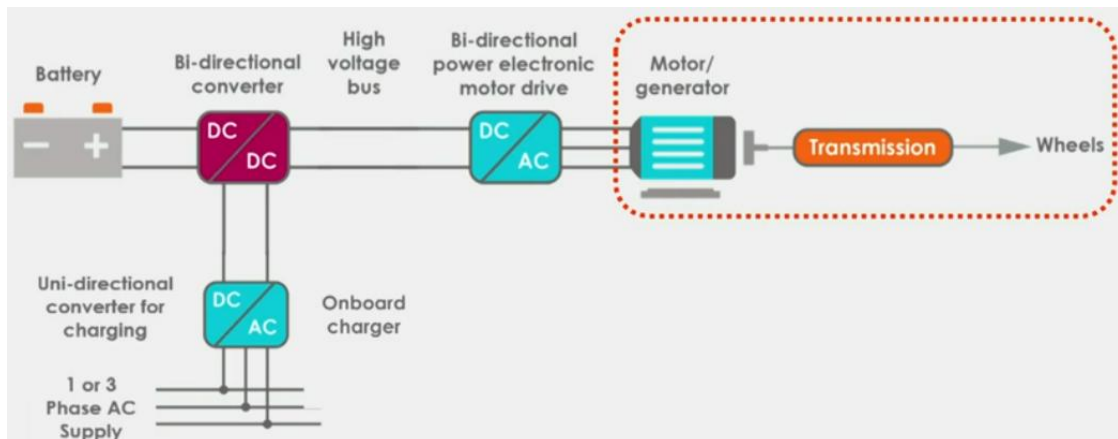 Battery
Bi-directional
converter
High
voltage
bus
Bi-directional
power electronic
motor drive
Motor/
generator
DC
DC
DC
AC
Transmission
Wheels
Uni-directional
converter for
charging
DC
AC
Onboard
charger
1 or 3
Phase AC
Supply